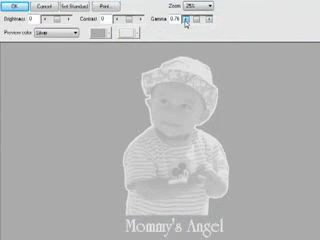 OK Cancel Set Standard Print... Zoom: 25%
Brightness: 0 Contrast: 0 Gamma: 0.76
Preview color: Silver
Mommy's Angel